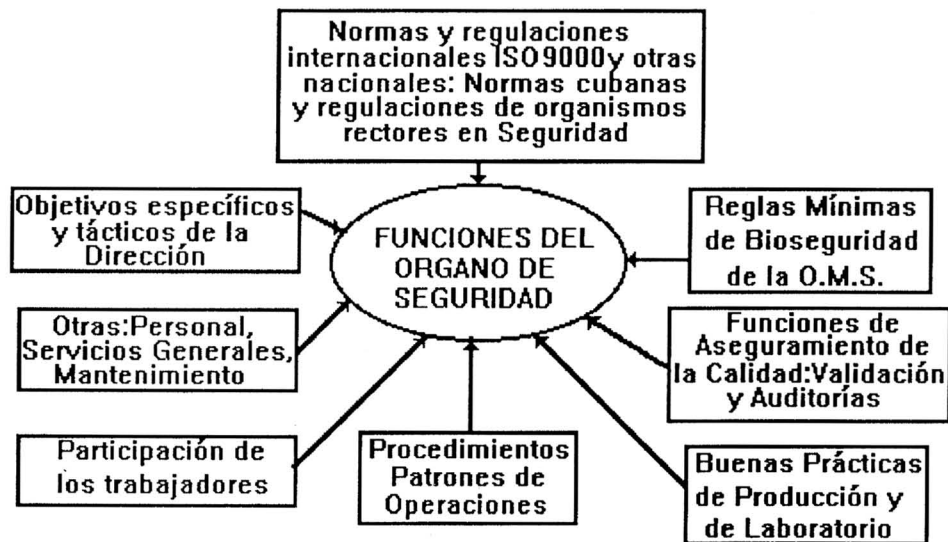 Normas y regulaciones
internacionales ISO9000y otras
nacionales: Normas cubanas
y regulaciones de organismos
rectores en Seguridad
Objetivos específicos
y tácticos de la
Dirección
FUNCIONES DEL
ORGANO DE
SEGURIDAD
Reglas Mínimas
de Bioseguridad
de la O.M.S.
Otras:Personal,
Servicios Generales,
Mantenimiento
Funciones de
Aseguramiento de
la Calidad:Validación
y Auditorías
Participación de
los trabajadores
Procedimientos
Patrones de
Operaciones
Buenas Prácticas
de Producción y
de Laboratorio